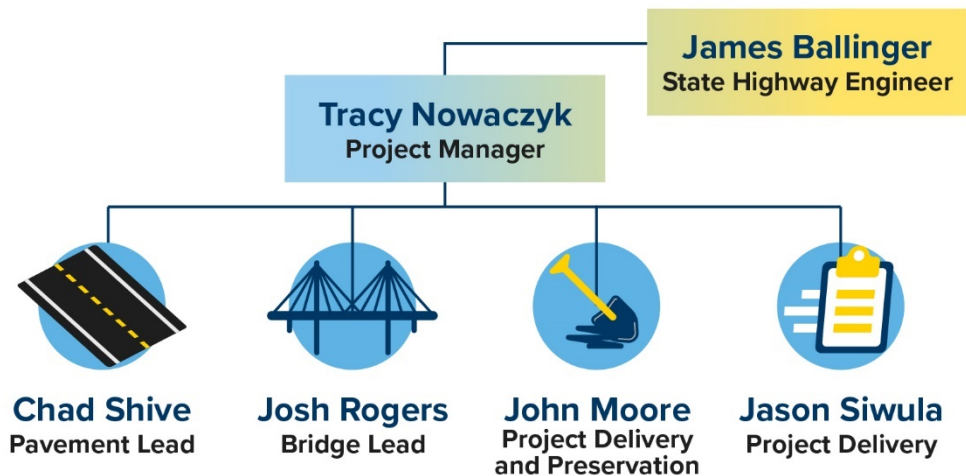 James Ballinger
State Highway Engineer
Tracy Nowaczyk
Project Manager
Chad Shive
Pavement Lead
Josh Rogers
Bridge Lead
John Moore
Project Delivery
and Preservation
Jason Siwula
Project Delivery